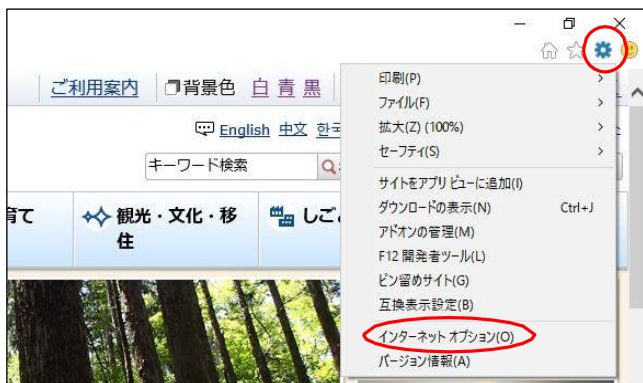 ご利用案内 背景色 白 青 黒
English 中文
キーワード検索
育て 観光・文化・移住
印刷(P)
ファイル(F)
拡大(Z) (100%)
セーフティ(S)
サイトをアプリ ビューに追加(I)
ダウンロードの表示(N) Ctrl+J
アドオンの管理(M)
F12 開発者ツール(L)
ピン留めサイト(G)
互換表示設定(B)
インターネット オプション(O)
バージョン情報(A)